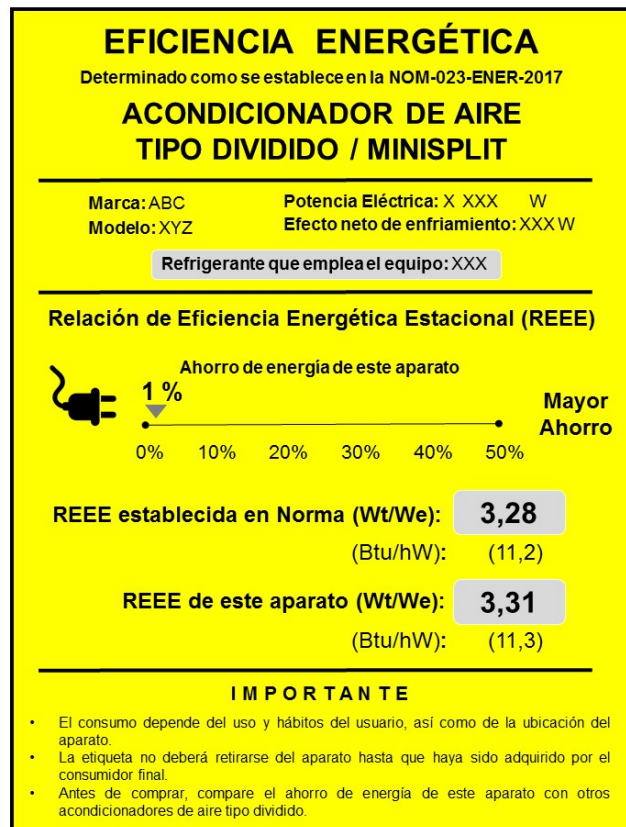 EFICIENCIA ENERGÉTICA
Determinado como se establece en la NOM-023-ENER-2017
ACONDICIONADOR DE AIRE
TIPO DIVIDIDO / MINISPLIT
Marca: ABC
Modelo: XYZ
Potencia Eléctrica: X XXX W
Efecto neto de enfriamiento: XXX W
Refrigerante que emplea el equipo: XXX
Relación de Eficiencia Energética Estacional (REEE)
Ahorro de energía de este aparato
1 %
Mayor
Ahorro
0% 10% 20% 30% 40% 50%
REEE establecida en Norma (Wt/We): 3,28
(Btu/hW): (11,2)
REEE de este aparato (Wt/We): 3,31
(Btu/hW): (11,3)
IMPORTANTE
• El consumo depende del uso y hábitos del usuario, así como de la ubicación del
aparato.
• La etiqueta no deberá retirarse del aparato hasta que haya sido adquirido por el
consumidor final.
• Antes de comprar, compare el ahorro de energía de este aparato con otros
acondicionadores de aire tipo dividido.